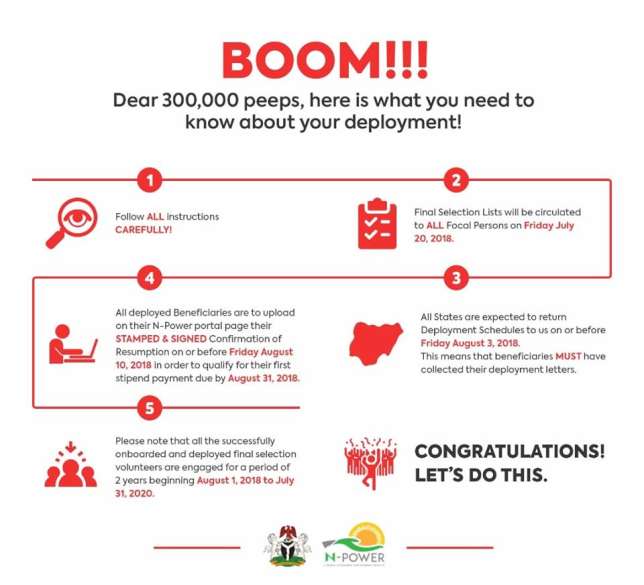 BOOM!!!
Dear 300,000 peeps, here is what you need to
know about your deployment!
1
Follow ALL instructions
CAREFULLY!
2
Final Selection Lists will be circulated
to ALL Focal Persons on Friday July
20, 2018.
3
All States are expected to return
Deployment Schedules to us on or before
Friday August 3, 2018.
This means that beneficiaries MUST have
collected their deployment letters.
4
All deployed Beneficiaries are to upload
on their N-Power portal page their
STAMPED & SIGNED Confirmation of
Resumption on or before Friday August
10, 2018 in order to qualify for their first
stipend payment due by August 31, 2018.
5
Please note that all the successfully
onboarded and deployed final selection
volunteers are engaged for a period of
2 years beginning August 1, 2018 to July
31, 2020.
CONGRATULATIONS!
LET'S DO THIS.
N-POWER